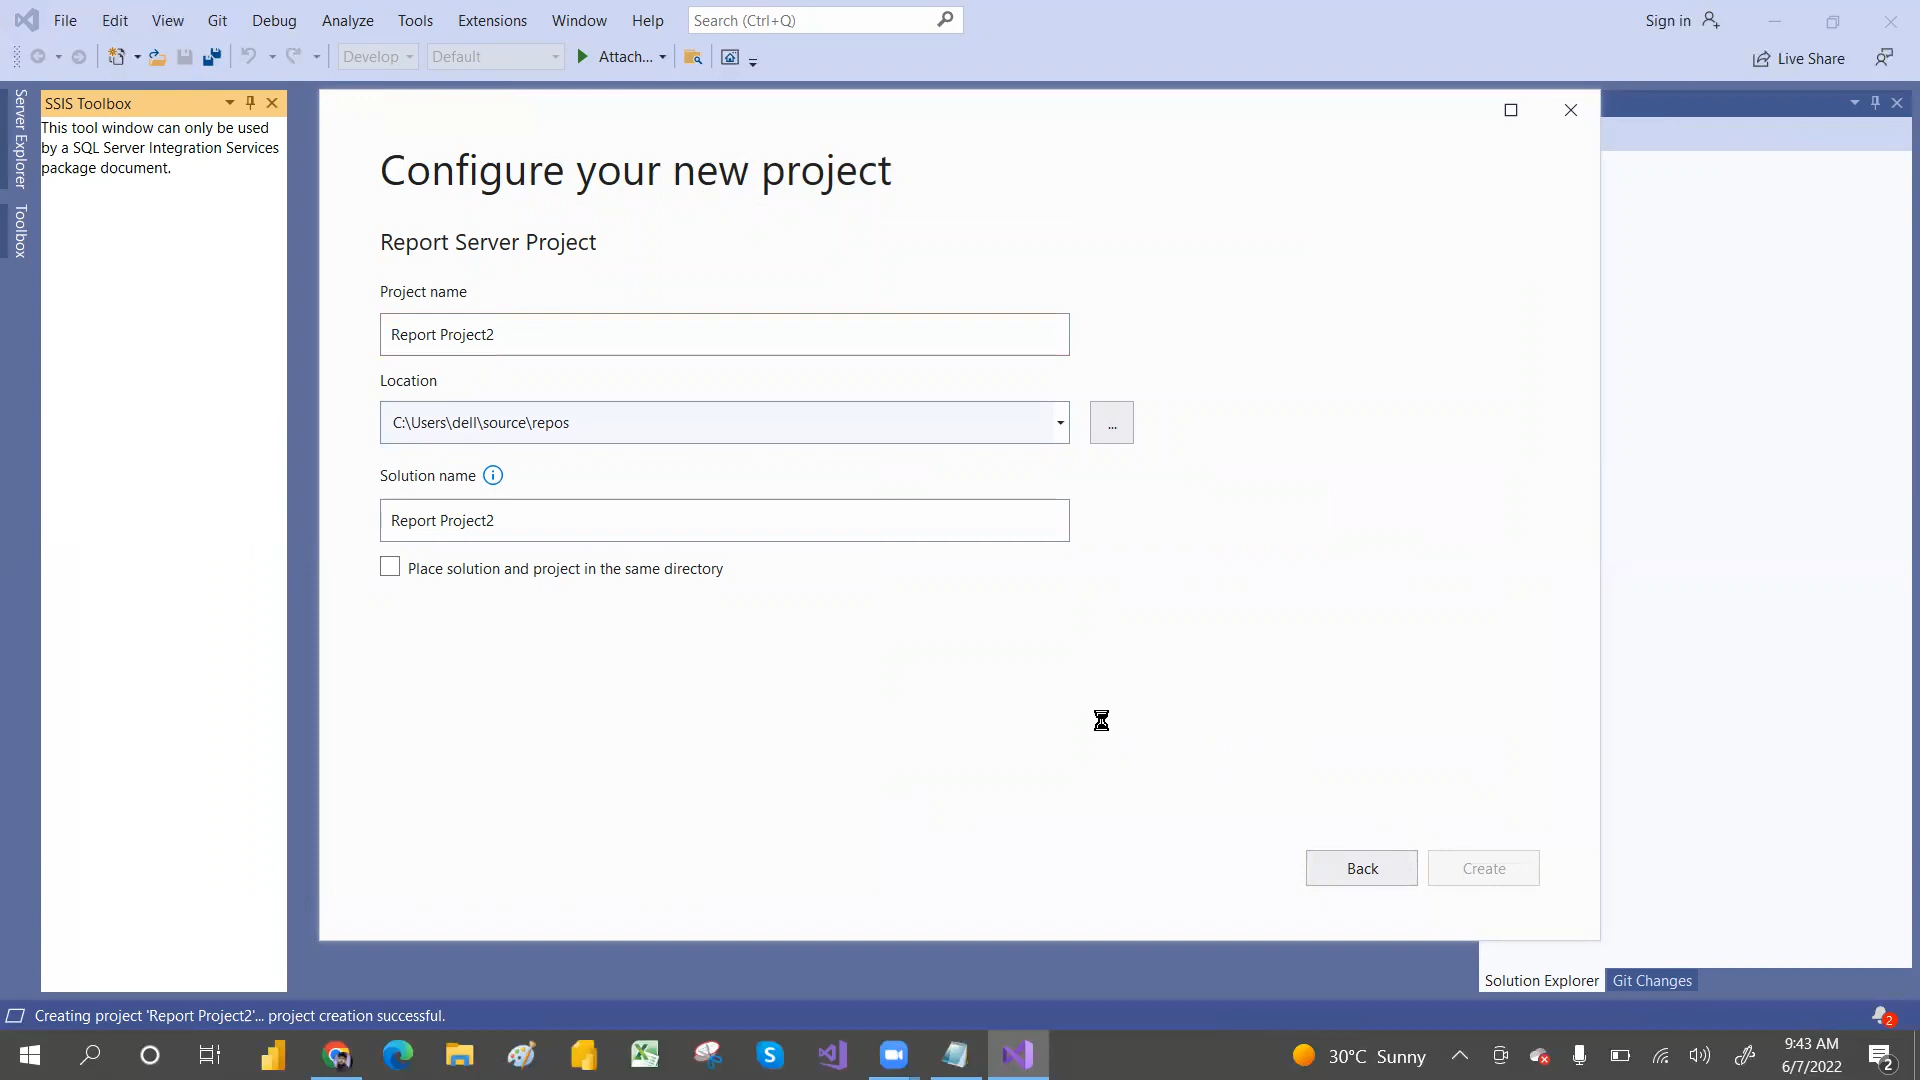 File Edit View Git Debug Analyze Tools Extensions Window Help Search (Ctrl+Q) Sign in
Develop Default Attach... Live Share
Server Explorer
Toolbox
SSIS Toolbox
This tool window can only be used
by a SQL Server Integration Services
package document.
Configure your new project
Report Server Project
Project name
Report Project2
Location
C:\Users\dell\source\repos
...
Solution name
Report Project2
Place solution and project in the same directory
Back Create
Solution Explorer Git Changes
Creating project 'Report Project2'... project creation successful.
2
30°C Sunny
9:43 AM
6/7/2022
2